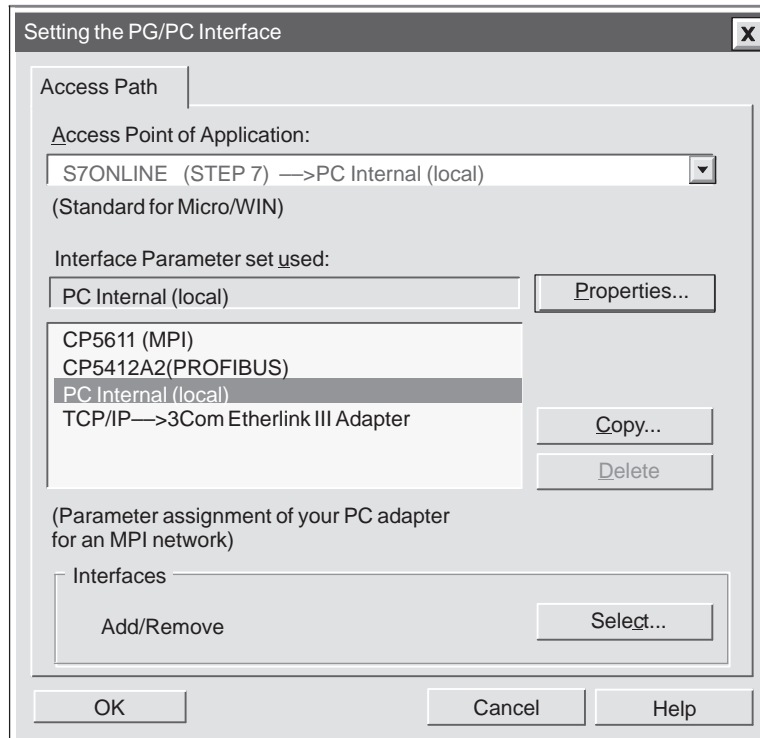 Setting the PG/PC Interface X
Access Path
Access Point of Application:
S7ONLINE (STEP 7) —>PC Internal (local)
(Standard for Micro/WIN)
Interface Parameter set used:
PC Internal (local)
Properties...
CP5611 (MPI)
CP5412A2(PROFIBUS)
PC Internal (local)
TCP/IP—>3Com Etherlink III Adapter
Copy...
Delete
(Parameter assignment of your PC adapter
for an MPI network)
Interfaces
Add/Remove
Select...
OK
Cancel
Help